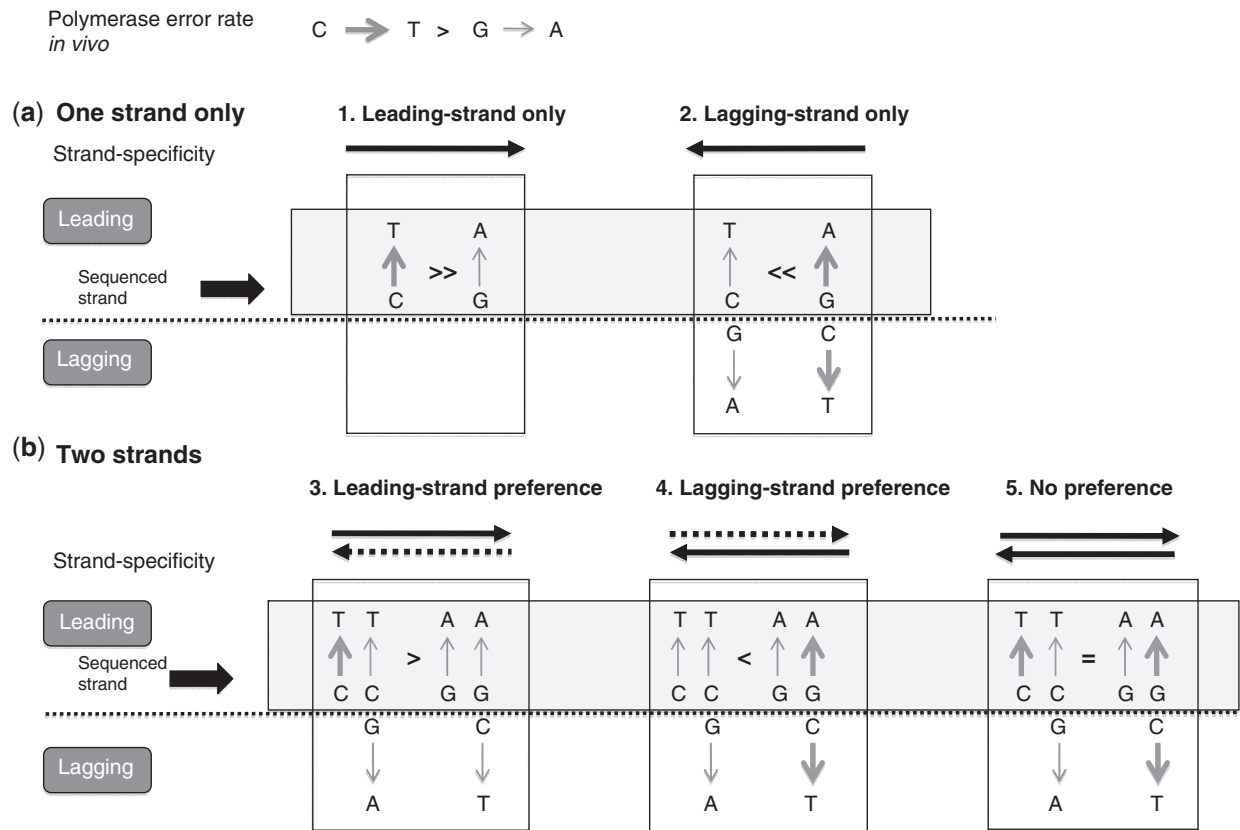 Polymerase error rate
in vivo
C T > G A
(a) One strand only
1. Leading-strand only
2. Lagging-strand only
Strand-specificity
Leading
T A T A
Sequenced
strand
>> <<
C G C G
Lagging
G C
A T
(b) Two strands
3. Leading-strand preference
4. Lagging-strand preference
5. No preference
Strand-specificity
Leading
T T A A T T A A T T A A
Sequenced
strand
> < =
C C G G C C G G C C G G
Lagging
G C G C G C
A T A T A T